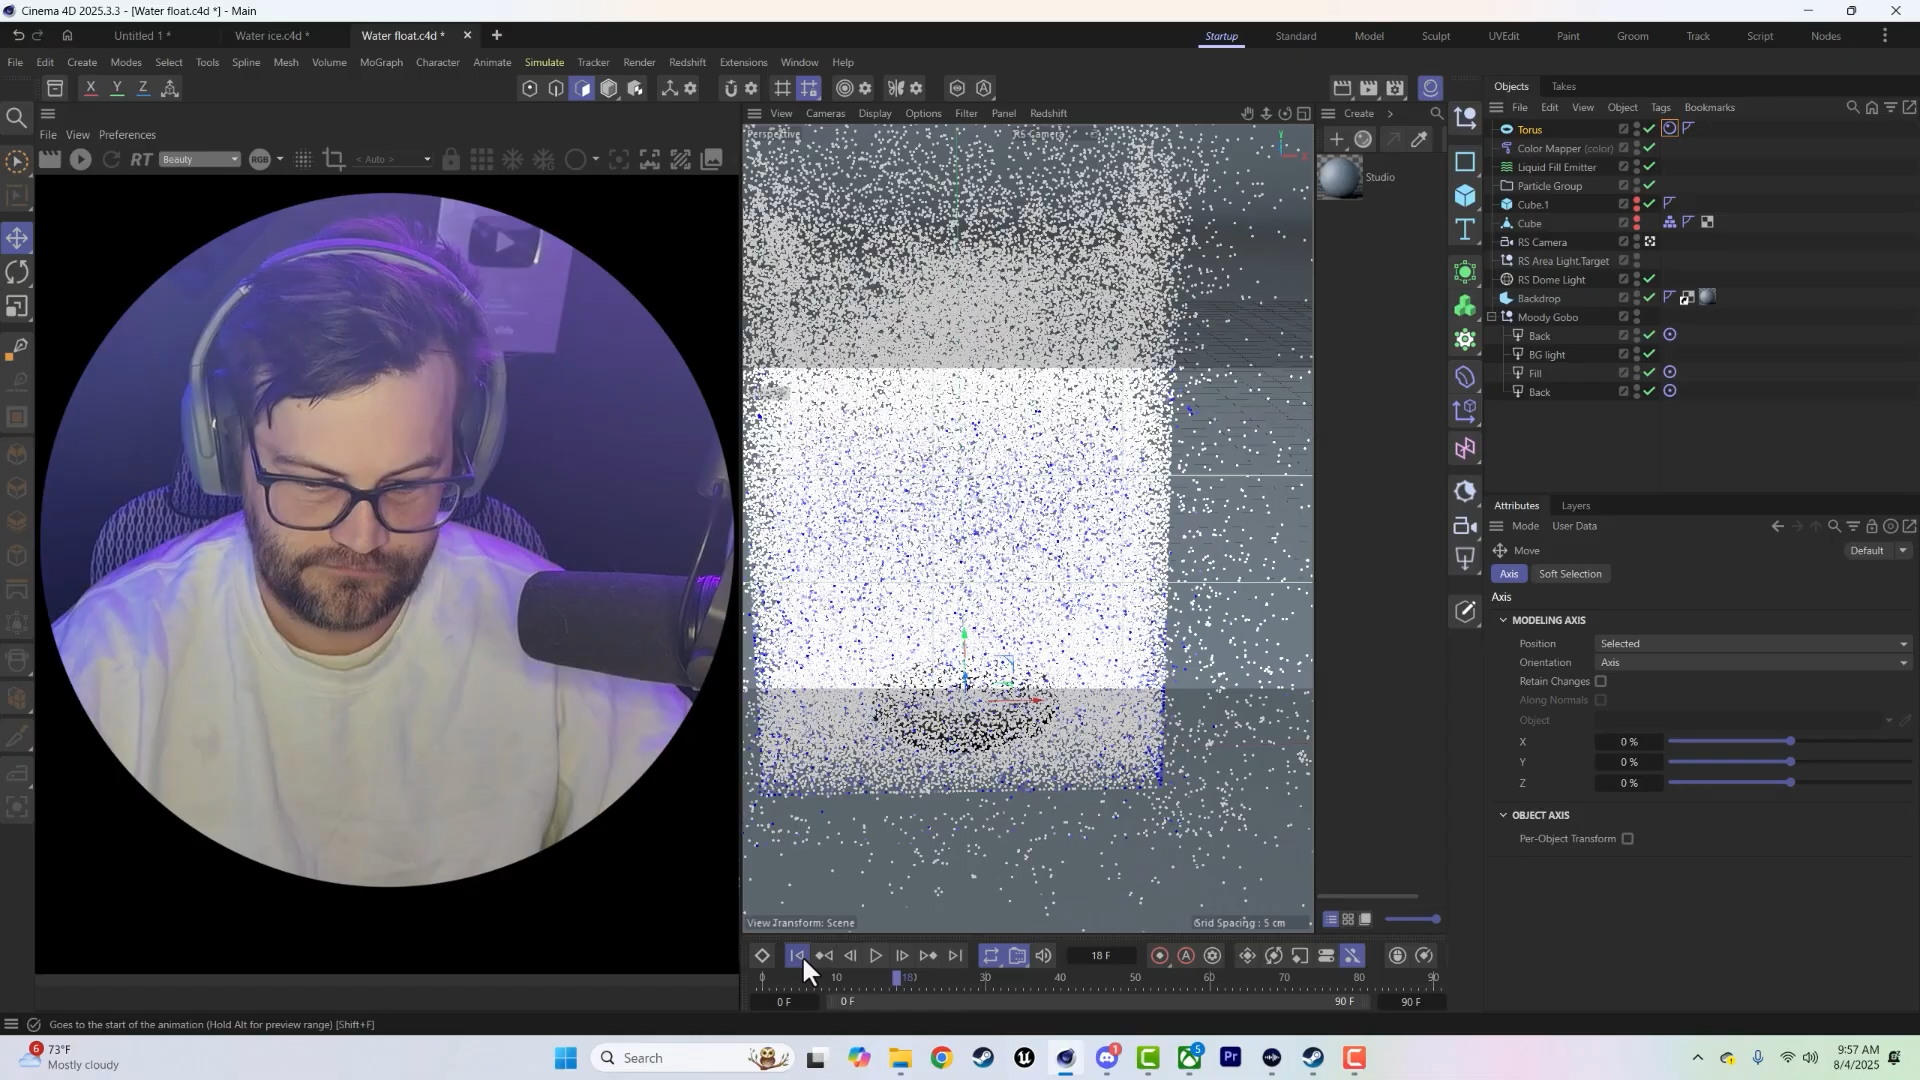 Cinema 4D 2025.3.3 - [Water float.c4d *] - Main
Untitled 1 *
Water ice.c4d *
Water float.c4d *
Startup
Standard
Model
Sculpt
UVEdit
Paint
Groom
Track
Script
Nodes
File
Edit
Create
Modes
Select
Tools
Spline
Mesh
Volume
MoGraph
Character
Animate
Simulate
Tracker
Render
Redshift
Extensions
Window
Help
X
Y
Z
File
View
Preferences
RT
Beauty
RGB
< Auto >
View
Cameras
Display
Options
Filter
Panel
Redshift
Perspective
RS Camera
Y
X
Create
Studio
Objects
Takes
File
Edit
View
Object
Tags
Bookmarks
Torus
Color Mapper (color)
Liquid Fill Emitter
Particle Group
Cube.1
Cube
RS Camera
RS Area Light.Target
RS Dome Light
Backdrop
Moody Gobo
Back
BG light
Fill
Back
Attributes
Layers
Mode
User Data
Move
Default
Axis
Soft Selection
Axis
MODELING AXIS
Position
Selected
Orientation
Axis
Retain Changes
Along Normals
Object
X
0 %
Y
0 %
Z
0 %
OBJECT AXIS
Per-Object Transform
View Transform: Scene
Grid Spacing : 5 cm
18 F
0
10
18
30
40
50
60
70
80
90
0 F
0 F
90 F
90 F
Goes to the start of the animation (Hold Alt for preview range) [Shift+F]
6
73°F
Mostly cloudy
Search
1
5
Pr
9:57 AM
8/4/2025